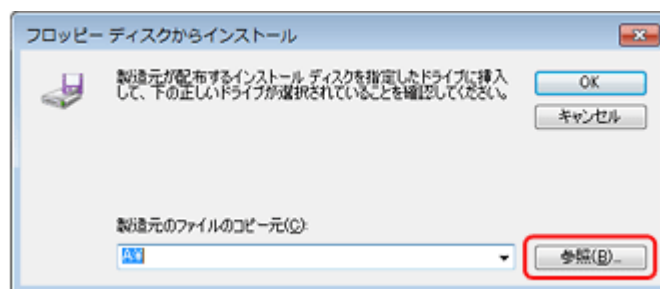 フロッピー ディスクからインストール
製造元が配布するインストール ディスクを指定したドライブに挿入
して、下の正しいドライブが選択されていることを確認してください。
OK
キャンセル
製造元のファイルのコピー元(C):
A:¥
参照(B)...